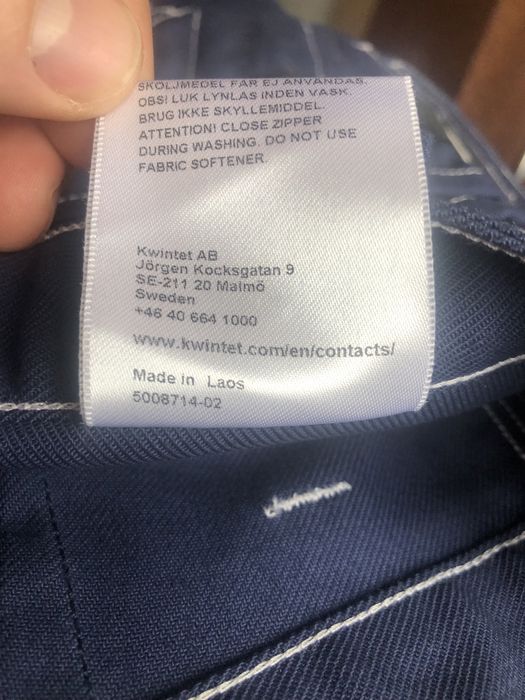 SKÖLJMEDEL FÅR EJ ANVÄNDAS.
OBS! LUK LYNLAS INDEN VASK.
BRUG IKKE SKYLLEMIDDEL.
ATTENTION! CLOSE ZIPPER
DURING WASHING. DO NOT USE
FABRIC SOFTENER.
Kwintet AB
Jörgen Kocksgatan 9
SE-211 20 Malmö
Sweden
+46 40 664 1000
www.kwintet.com/en/contacts/
Made in Laos
5008714-02